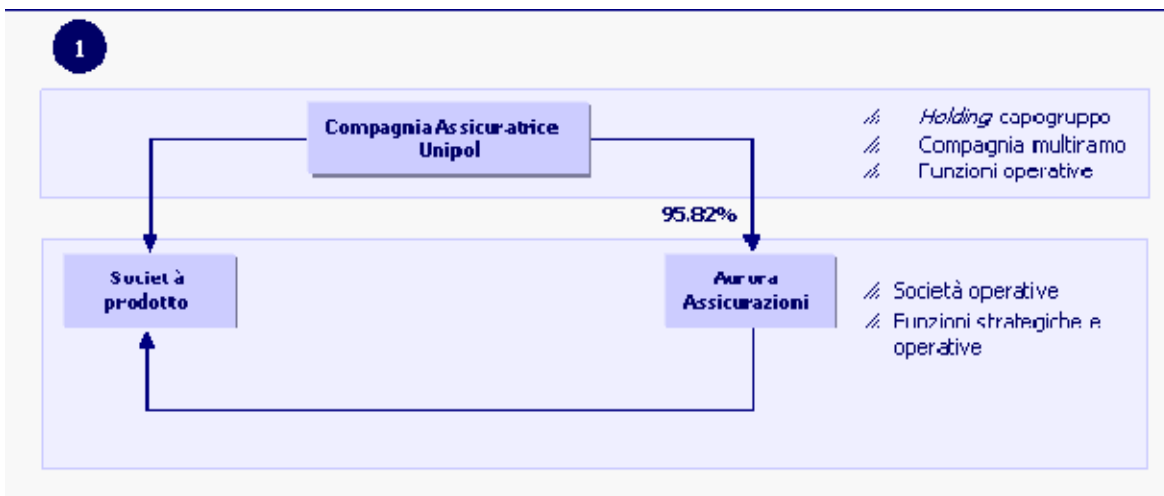 1
Compagnia Assicuratrice
Unipol
Holding capogruppo
Compagnia multiramo
Funzioni operative
95.82%
Società
prodotto
Aurora
Assicurazioni
Società operative
Funzioni strategiche e
operative